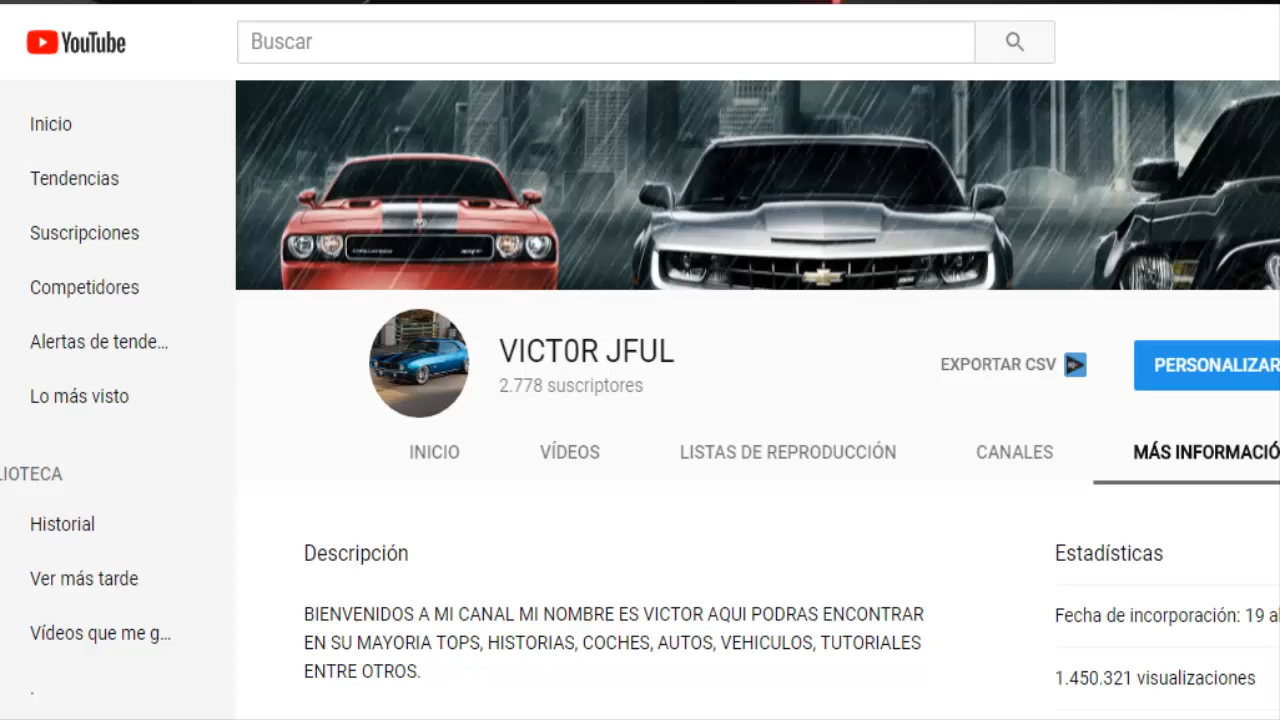 YouTube
Buscar
Inicio
Tendencias
Suscripciones
Competidores
Alertas de tende...
Lo más visto
LIOTECA
Historial
Ver más tarde
Vídeos que me g...
VICT0R JFUL
2.778 suscriptores
EXPORTAR CSV
PERSONALIZAR
INICIO
VÍDEOS
LISTAS DE REPRODUCCIÓN
CANALES
MÁS INFORMACIÓ
Descripción
BIENVENIDOS A MI CANAL MI NOMBRE ES VICTOR AQUI PODRAS ENCONTRAR
EN SU MAYORIA TOPS, HISTORIAS, COCHES, AUTOS, VEHICULOS, TUTORIALES
ENTRE OTROS.
Estadísticas
Fecha de incorporación: 19 a
1.450.321 visualizaciones